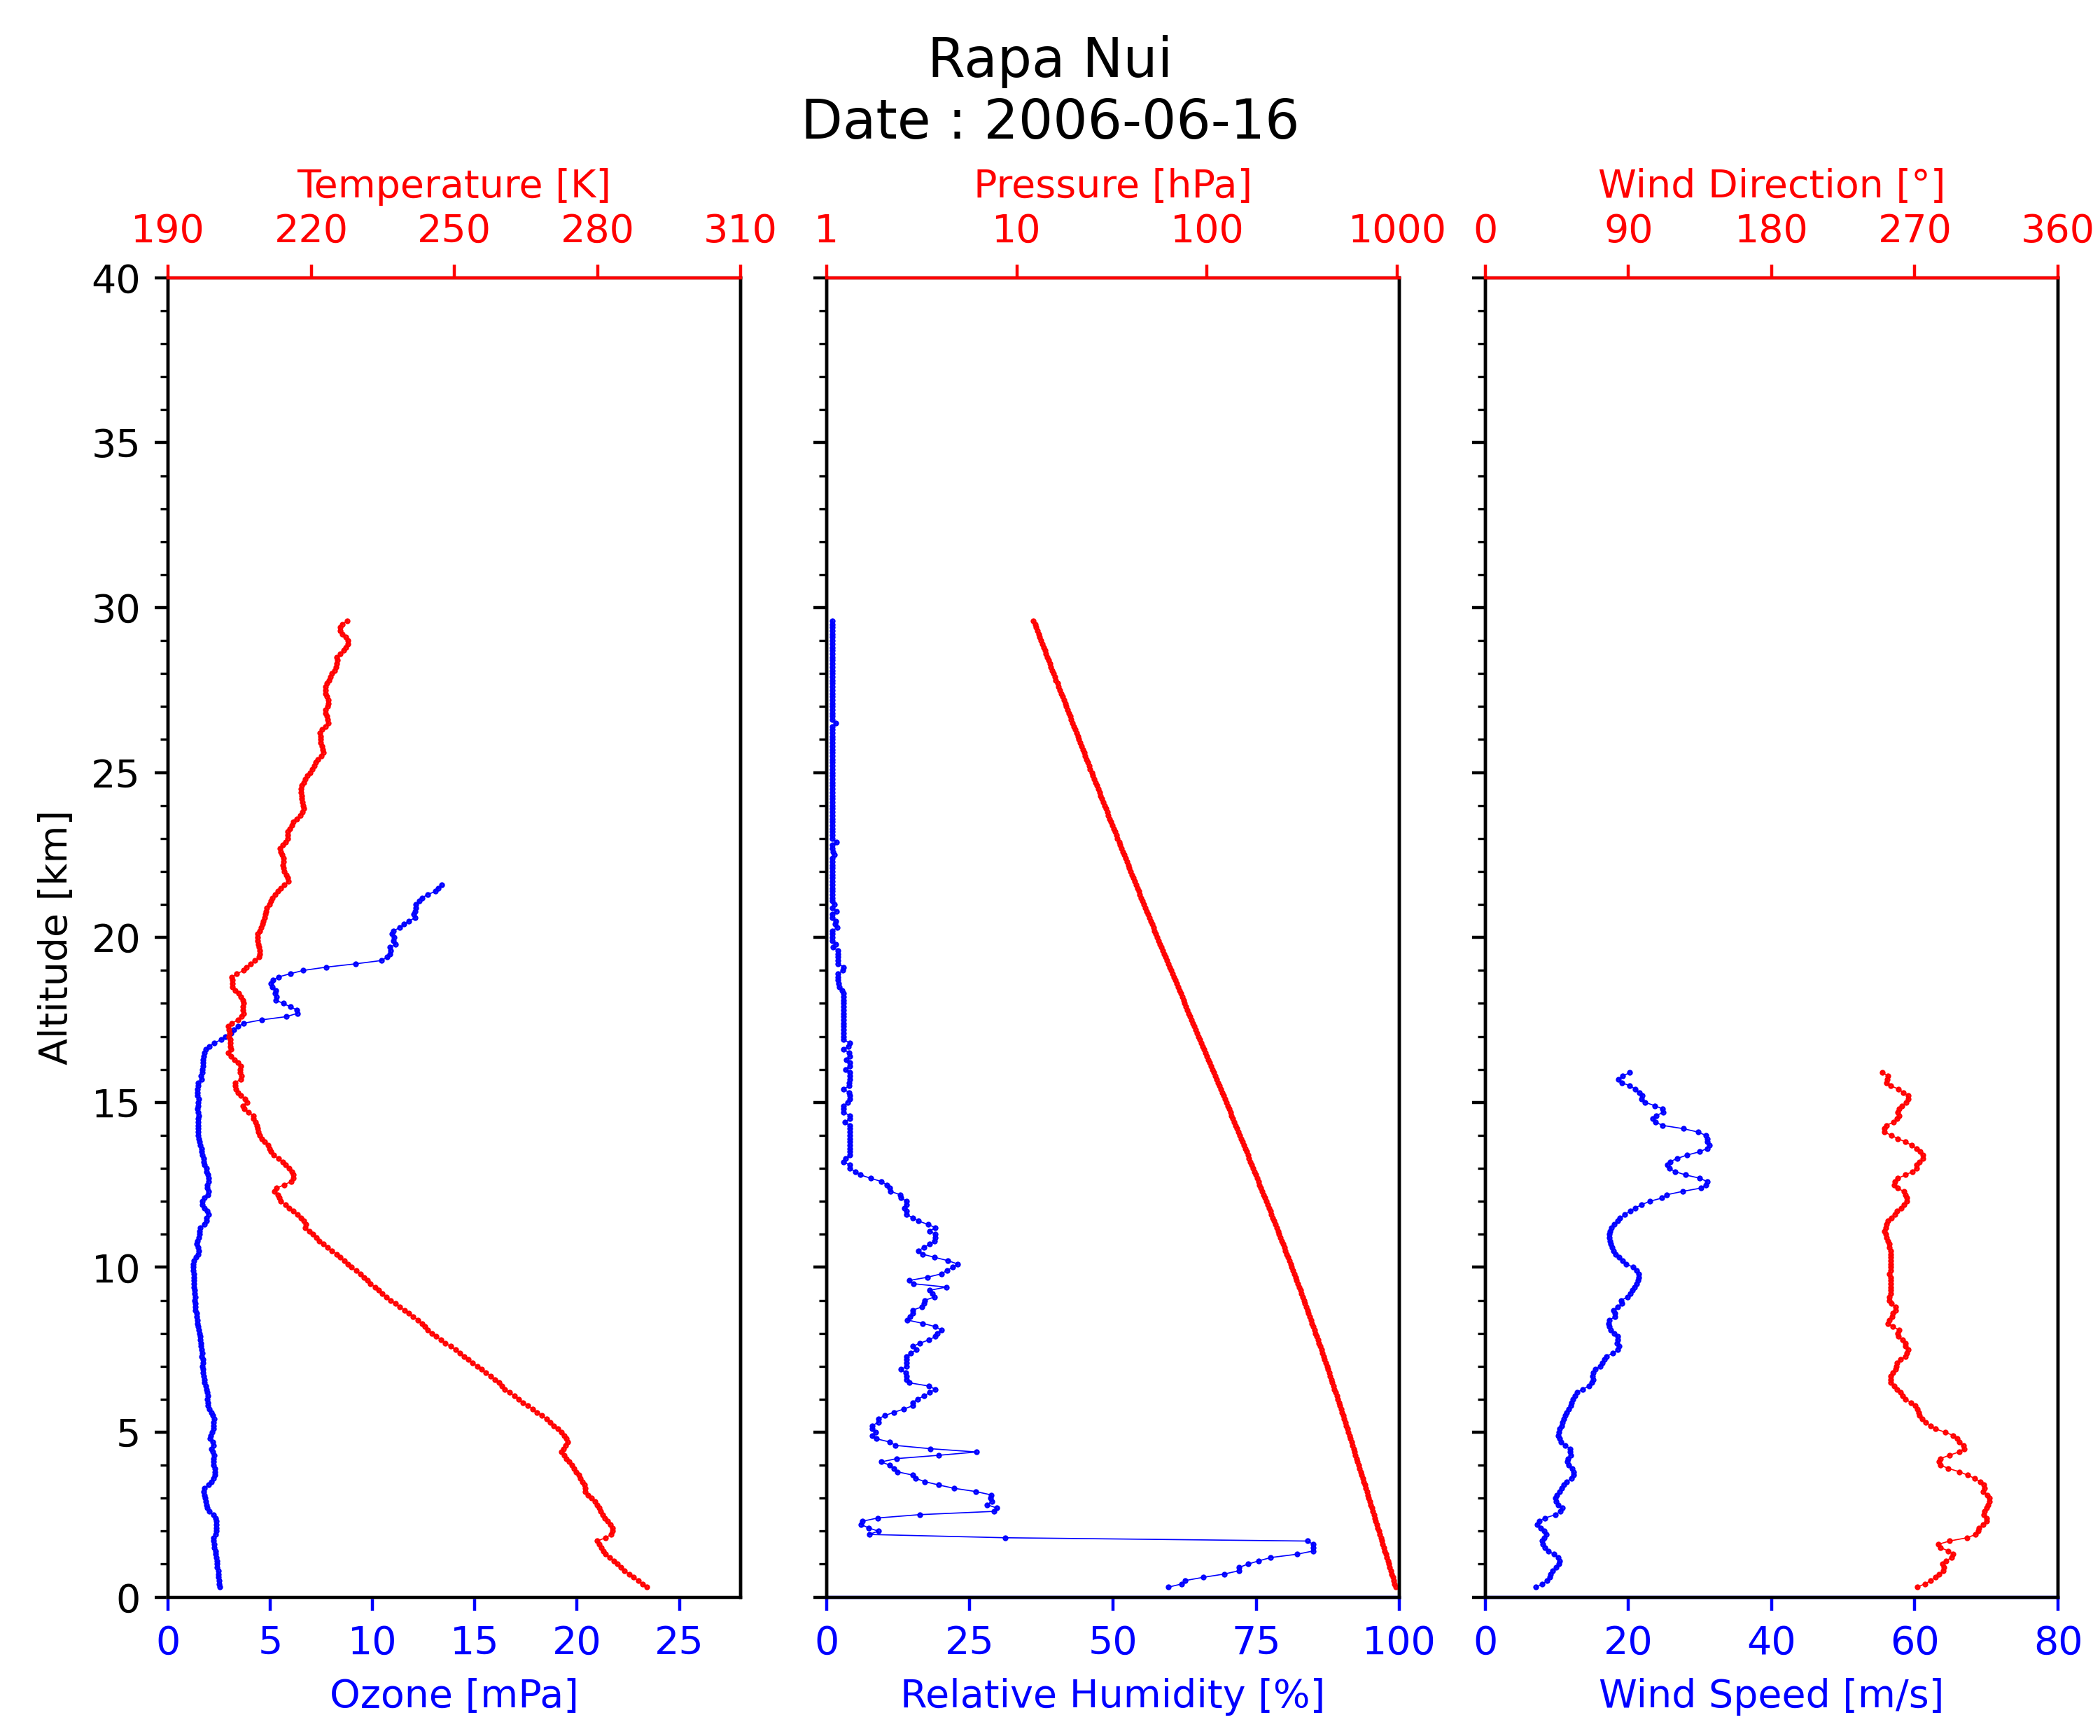 Rapa Nui
Date : 2006-06-16
Temperature [K]
190 220 250 280 310
Pressure [hPa]
1 10 100 1000
Wind Direction [°]
0 90 180 270 360
Altitude [km]
40
35
30
25
20
15
10
5
0
0 5 10 15 20 25
Ozone [mPa]
0 25 50 75 100
Relative Humidity [%]
0 20 40 60 80
Wind Speed [m/s]